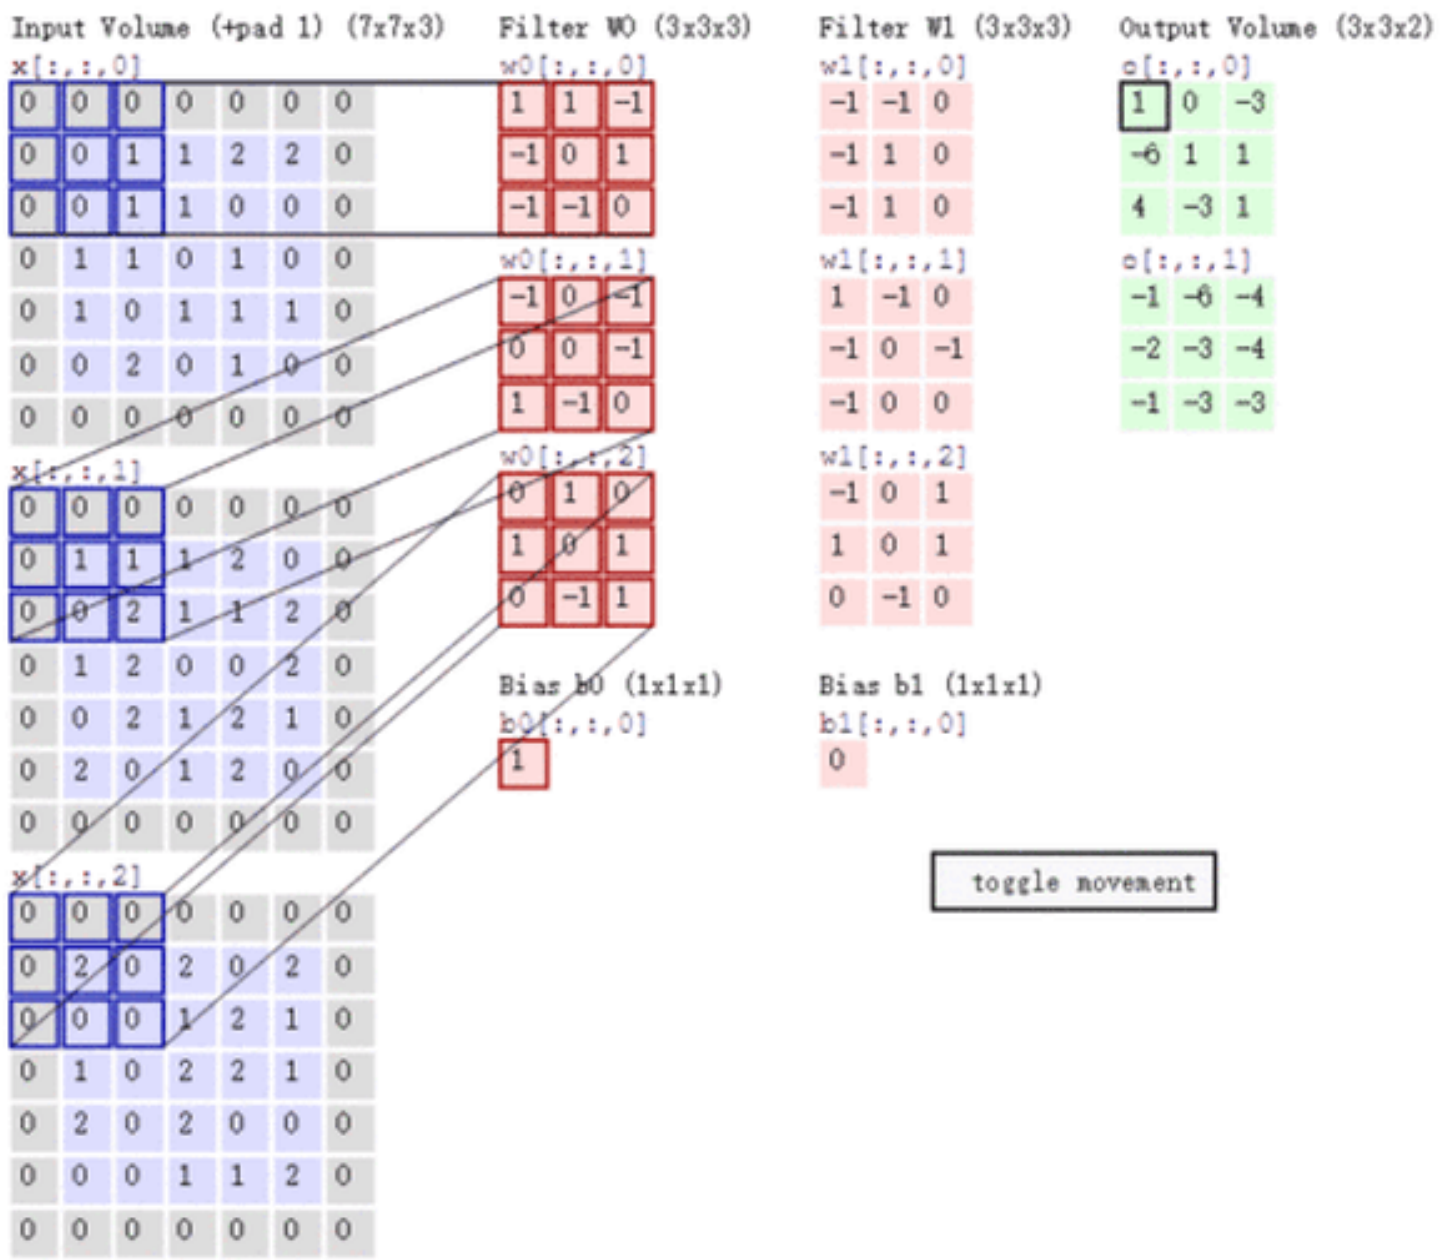 Input Volume (+pad 1) (7x7x3)
x[:,:,0]
0 0 0 0 0 0 0
0 0 1 1 2 2 0
0 0 1 1 0 0 0
0 1 1 0 1 0 0
0 1 0 1 1 1 0
0 0 2 0 1 0 0
0 0 0 0 0 0 0
x[:,:,1]
0 0 0 0 0 0 0
0 1 1 1 2 0 0
0 0 2 1 1 2 0
0 1 2 0 0 2 0
0 0 2 1 2 1 0
0 2 0 1 2 0 0
0 0 0 0 0 0 0
x[:,:,2]
0 0 0 0 0 0 0
0 2 0 2 0 2 0
0 0 0 1 2 1 0
0 1 0 2 2 1 0
0 2 0 2 0 0 0
0 0 0 1 1 2 0
0 0 0 0 0 0 0
Filter W0 (3x3x3)
w0[:,:,0]
1 1 -1
-1 0 1
-1 -1 0
w0[:,:,1]
-1 0 -1
0 0 -1
1 -1 0
w0[:,:,2]
0 1 0
1 0 1
0 -1 1
Bias b0 (1x1x1)
b0[:,:,0]
1
Filter W1 (3x3x3)
w1[:,:,0]
-1 -1 0
-1 1 0
-1 1 0
w1[:,:,1]
1 -1 0
-1 0 -1
-1 0 0
w1[:,:,2]
-1 0 1
1 0 1
0 -1 0
Bias b1 (1x1x1)
b1[:,:,0]
0
Output Volume (3x3x2)
o[:,:,0]
1 0 -3
-6 1 1
4 -3 1
o[:,:,1]
-1 -6 -4
-2 -3 -4
-1 -3 -3
toggle movement